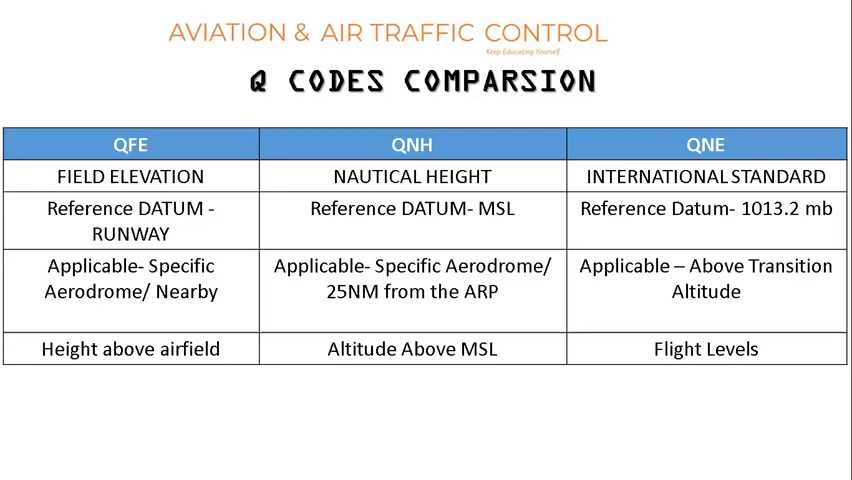 AVIATION & AIR TRAFFIC CONTROL
Keep Educating Yourself
Q CODES COMPARSION
QFE QNH QNE
FIELD ELEVATION NAUTICAL HEIGHT INTERNATIONAL STANDARD
Reference DATUM - RUNWAY Reference DATUM- MSL Reference Datum- 1013.2 mb
Applicable- Specific Aerodrome/ Nearby Applicable- Specific Aerodrome/ 25NM from the ARP Applicable – Above Transition Altitude
Height above airfield Altitude Above MSL Flight Levels